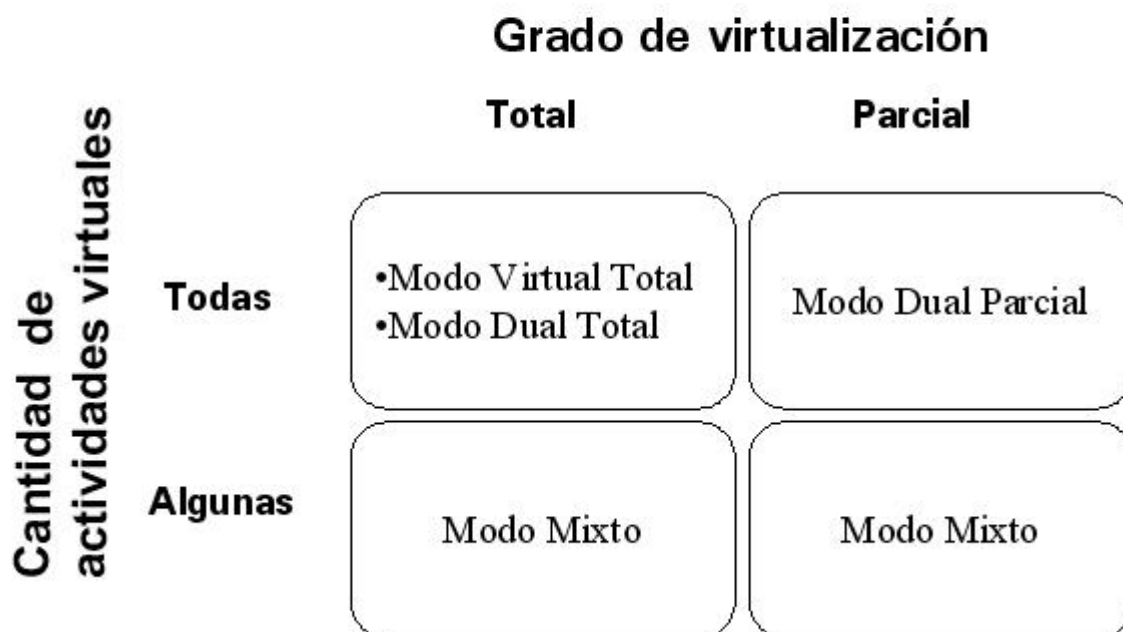 Grado de virtualización
Total
Parcial
Cantidad de
actividades virtuales
Todas
•Modo Virtual Total
•Modo Dual Total
Modo Dual Parcial
Algunas
Modo Mixto
Modo Mixto